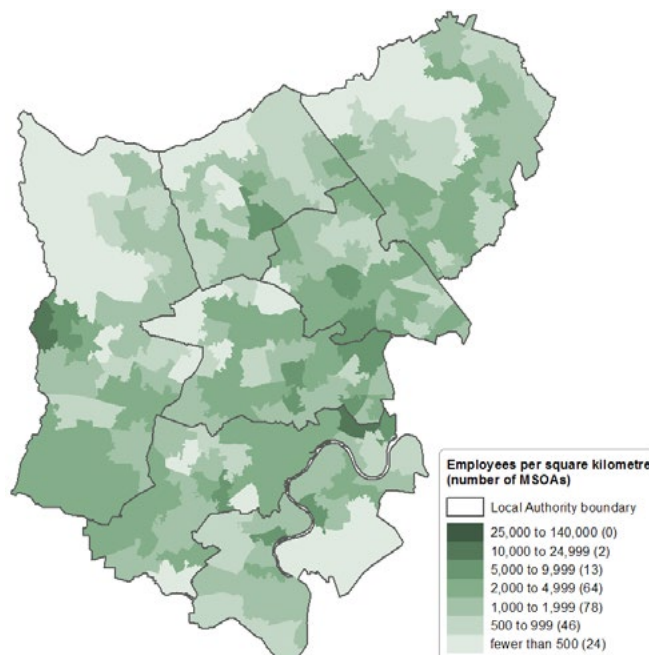 Employees per square kilometre
(number of MSOAs)
Local Authority boundary
25,000 to 140,000 (0)
10,000 to 24,999 (2)
5,000 to 9,999 (13)
2,000 to 4,999 (64)
1,000 to 1,999 (78)
500 to 999 (46)
fewer than 500 (24)